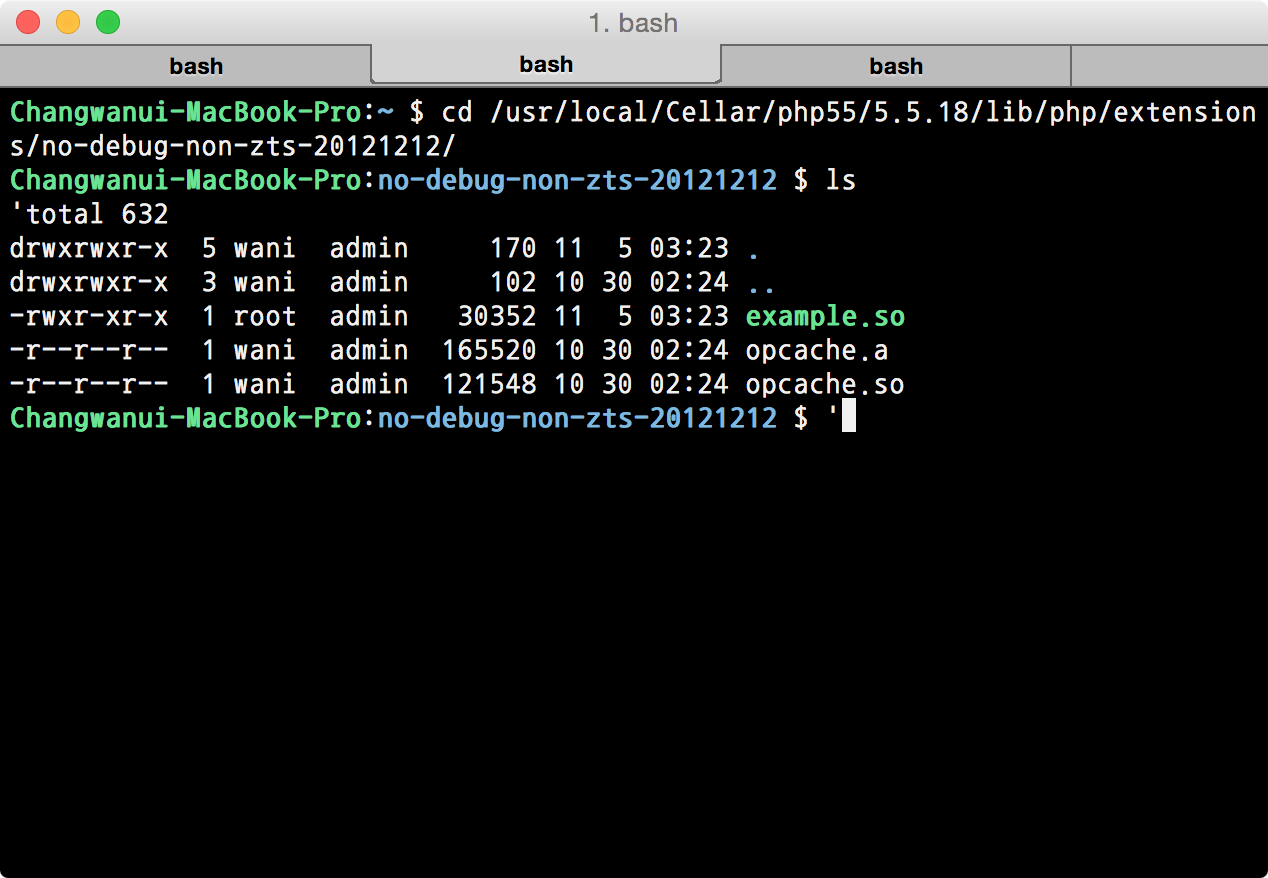 1. bash
bash bash bash
Changwanui-MacBook-Pro:~ $ cd /usr/local/Cellar/php55/5.5.18/lib/php/extension
s/no-debug-non-zts-20121212/
Changwanui-MacBook-Pro:no-debug-non-zts-20121212 $ ls
'total 632
drwxrwxr-x  5 wani  admin     170 11  5 03:23 .
drwxrwxr-x  3 wani  admin     102 10 30 02:24 ..
-rwxr-xr-x  1 root  admin   30352 11  5 03:23 example.so
-r--r--r--  1 wani  admin  165520 10 30 02:24 opcache.a
-r--r--r--  1 wani  admin  121548 10 30 02:24 opcache.so
Changwanui-MacBook-Pro:no-debug-non-zts-20121212 $ '